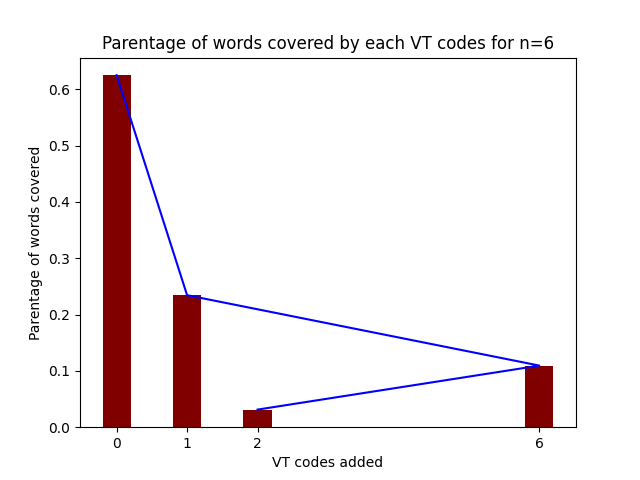 Parentage of words covered by each VT codes for n=6
Parentage of words covered
0.6
0.5
0.4
0.3
0.2
0.1
0.0
0 1 2 6
VT codes added